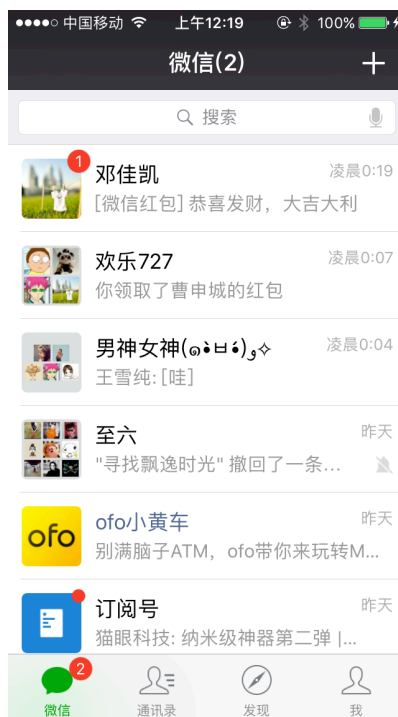 中国移动 上午12:19 100%
微信(2)
搜索
1
邓佳凯 凌晨0:19
[微信红包] 恭喜发财，大吉大利
欢乐727 凌晨0:07
你领取了曹申城的红包
男神女神(๑•̀ㅂ•́)و✧ 凌晨0:04
王雪纯: [哇]
至六 昨天
"寻找飘逸时光" 撤回了一条...
ofo
ofo小黄车 昨天
别满脑子ATM，ofo带你来玩转M...
订阅号 昨天
猫眼科技: 纳米级神器第二弹 |...
2
微信 通讯录 发现 我